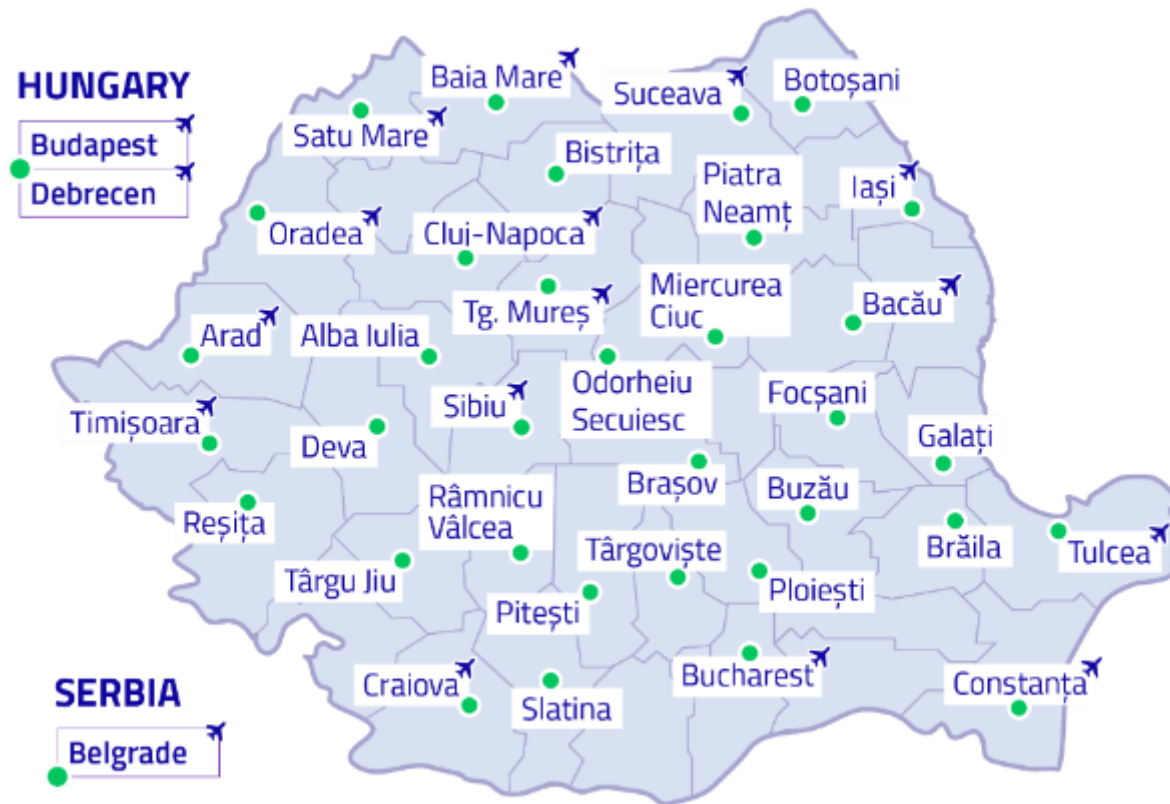 HUNGARY
Budapest
Debrecen
Baia Mare
Suceava
Botoșani
Satu Mare
Bistrița
Piatra
Neamț
Iași
Oradea
Cluj-Napoca
Tg. Mureș
Miercurea
Ciuc
Bacău
Arad
Alba Iulia
Odorheiu
Secuiesc
Focșani
Timișoara
Deva
Sibiu
Galați
Reșița
Râmnicu
Vâlcea
Brașov
Buzău
Brăila
Tulcea
Târgu Jiu
Târgoviște
Pitești
Ploiești
SERBIA
Belgrade
Craiova
Slatina
Bucharest
Constanța